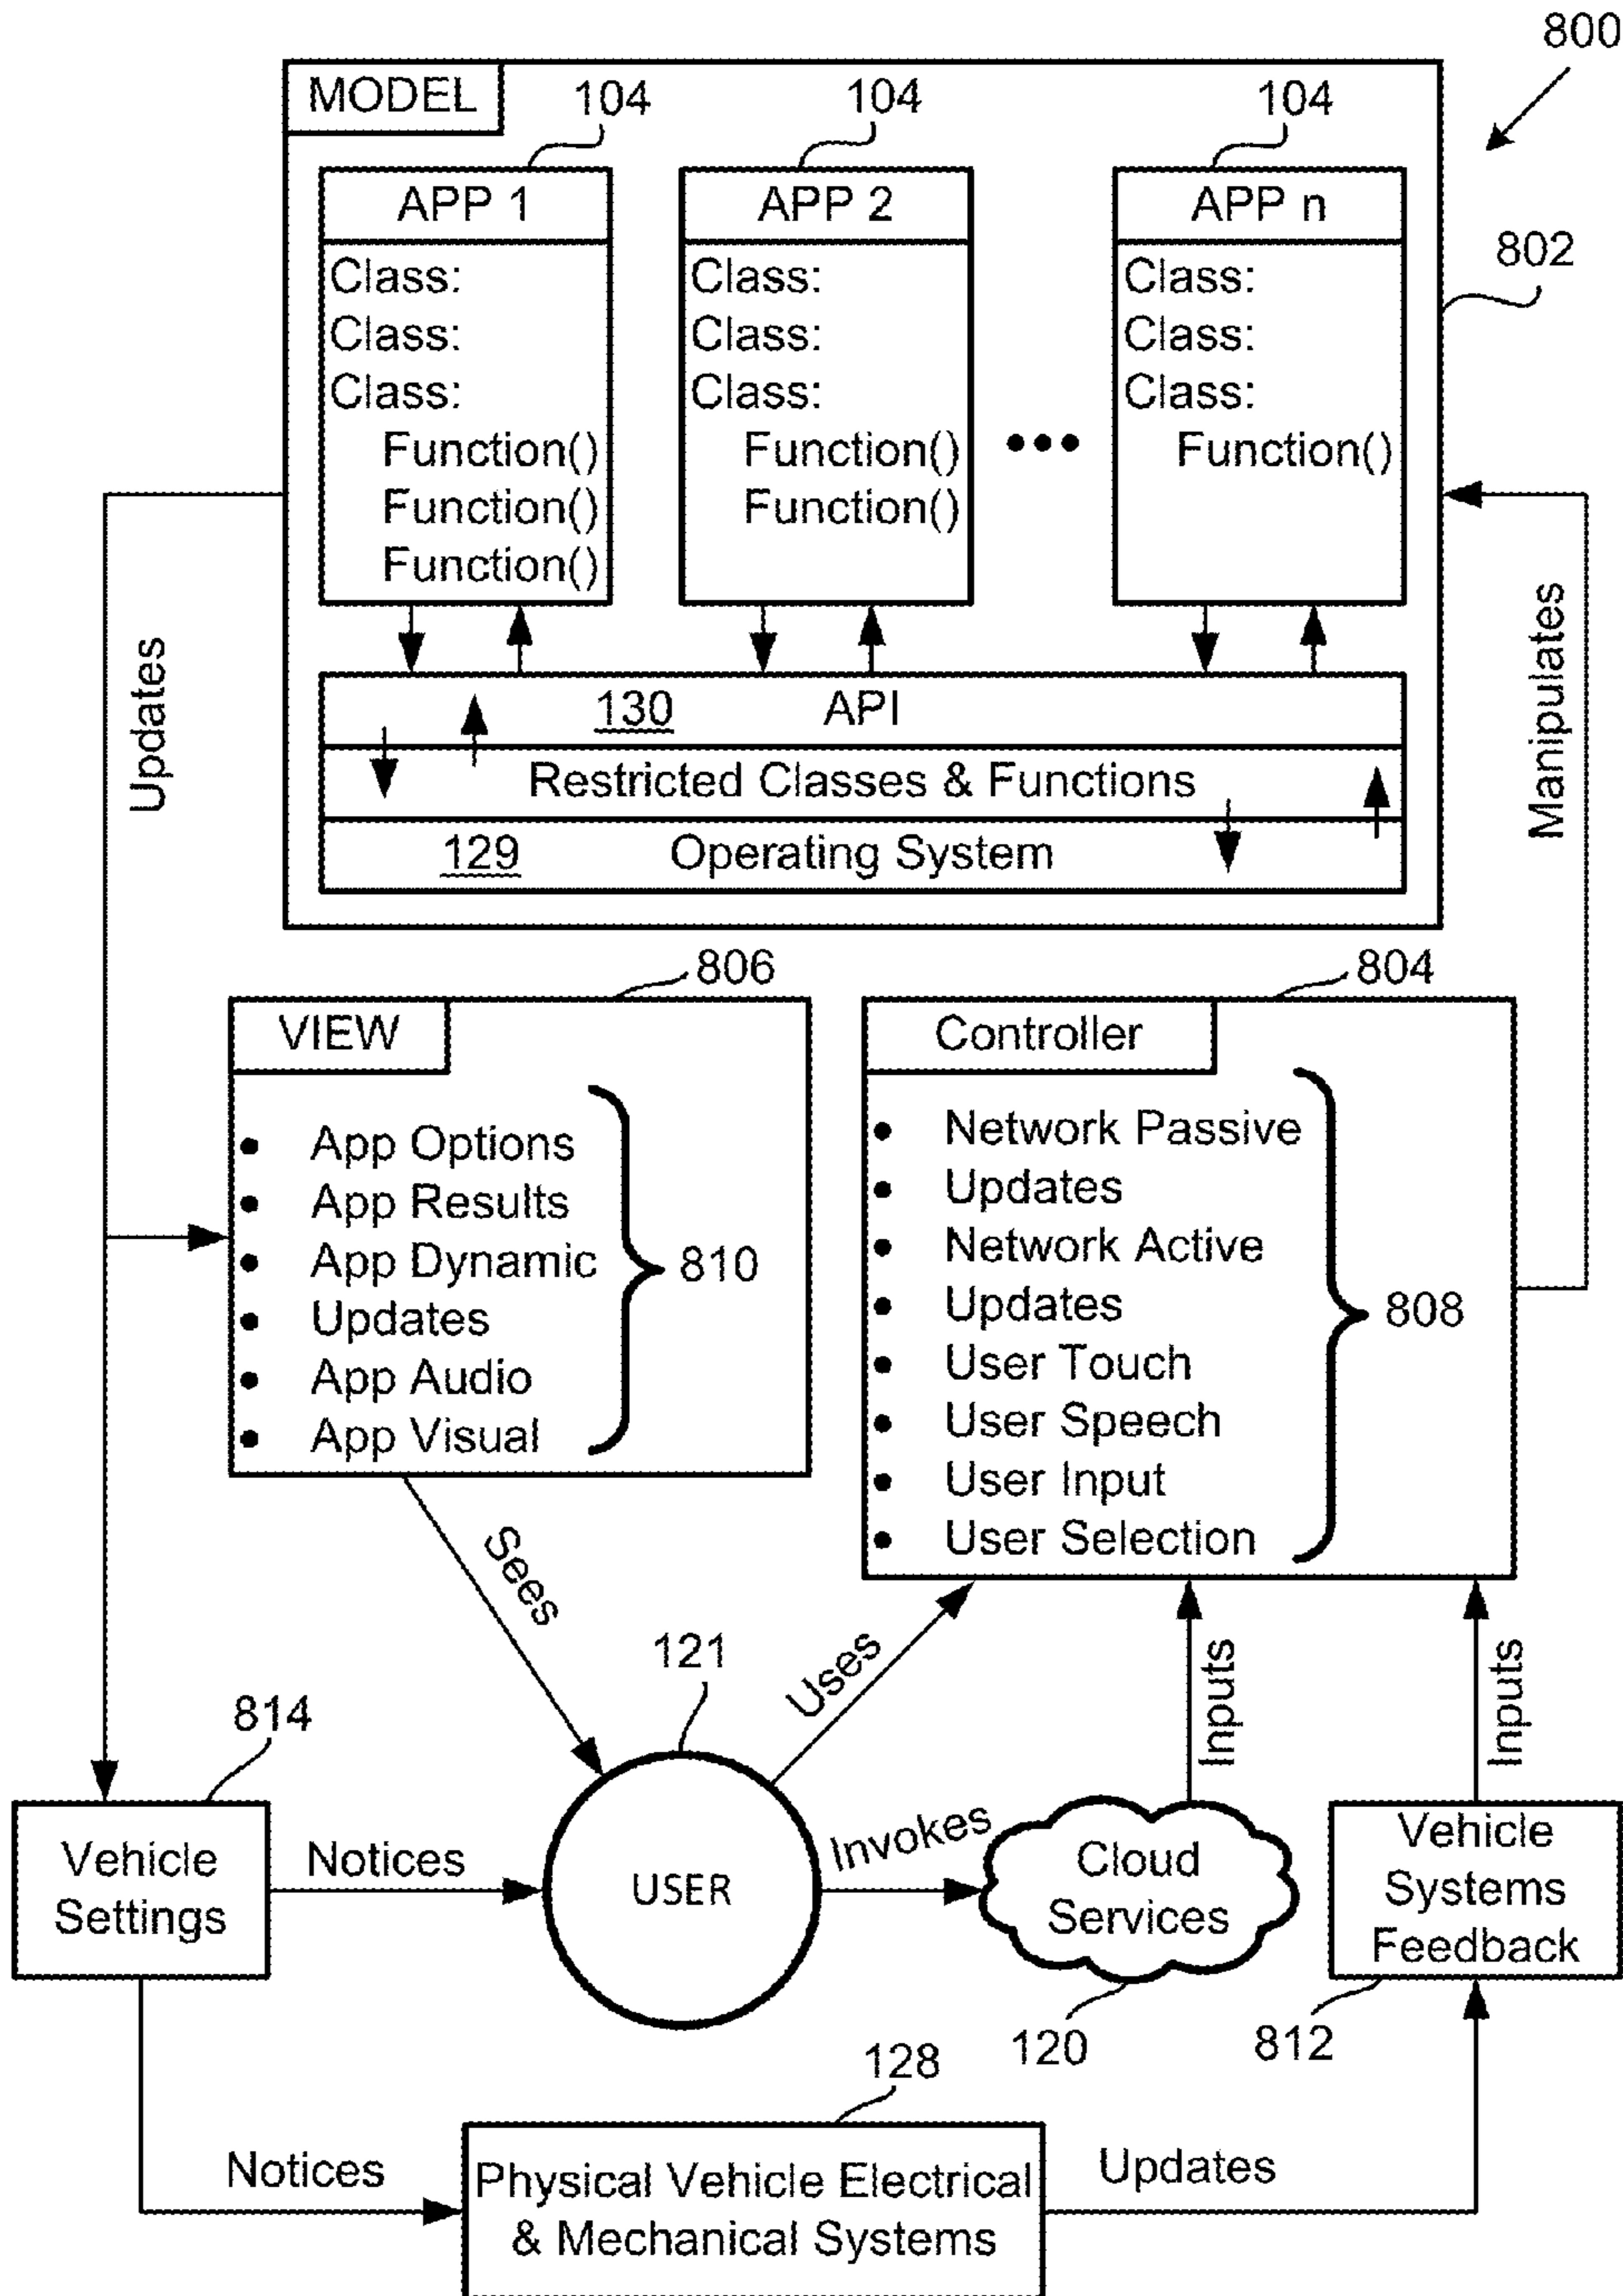 800
MODEL
104
104
104
APP 1
APP 2
APP n
802
Class:
Class:
Class:
Function()
Function()
Function()
Class:
Class:
Class:
Function()
Function()
•••
Class:
Class:
Class:
Function()
Updates
Manipulates
130 API
Restricted Classes & Functions
129 Operating System
806
VIEW
• App Options
• App Results
• App Dynamic
• Updates
• App Audio
• App Visual
810
804
Controller
• Network Passive
• Updates
• Network Active
• Updates
• User Touch
• User Speech
• User Input
• User Selection
808
Sees
Uses
Inputs
Inputs
121
814
Vehicle
Settings
Notices
USER
Invokes
Cloud
Services
Vehicle
Systems
Feedback
120
812
128
Notices
Physical Vehicle Electrical
& Mechanical Systems
Updates